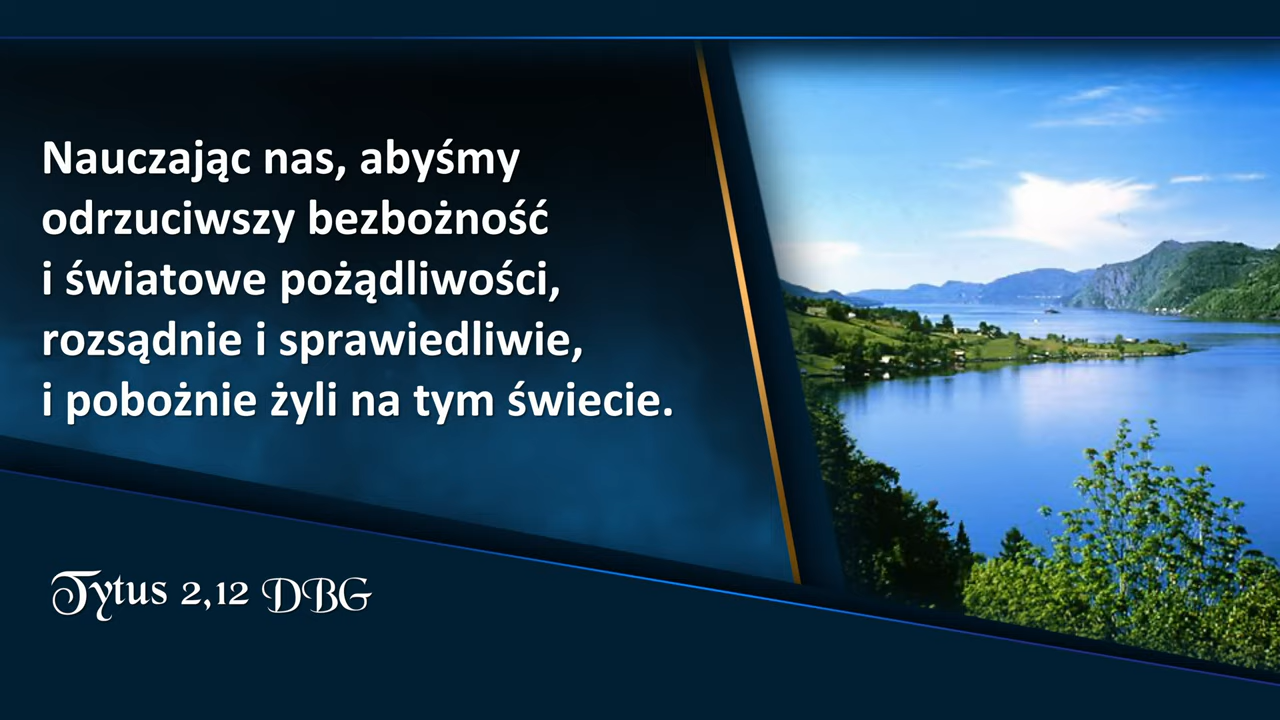 Nauczając nas, abyśmy
odrzuciwszy bezbożność
i światowe pożądliwości,
rozsądnie i sprawiedliwie,
i pobożnie żyli na tym świecie.
Tytus 2,12 DBG